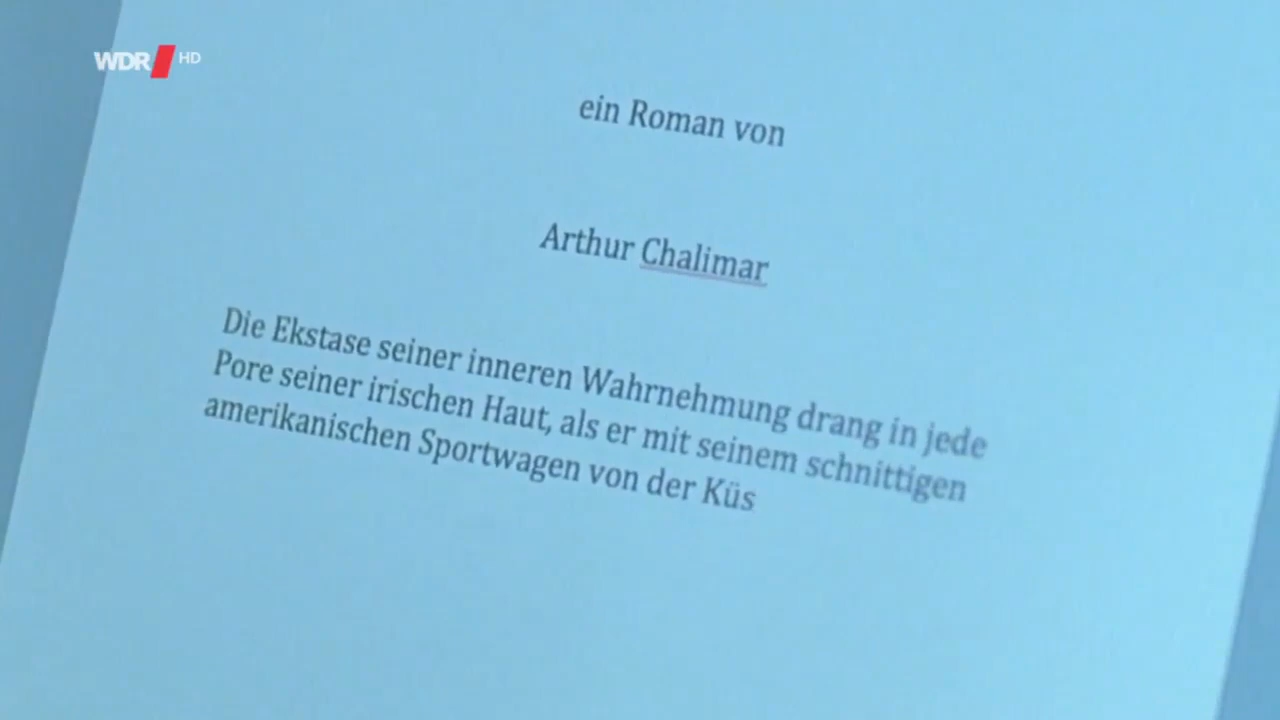 WDR HD
ein Roman von
Arthur Chalimar
Die Ekstase seiner inneren Wahrnehmung drang in jede
Pore seiner irischen Haut, als er mit seinem schnittigen
amerikanischen Sportwagen von der Küs